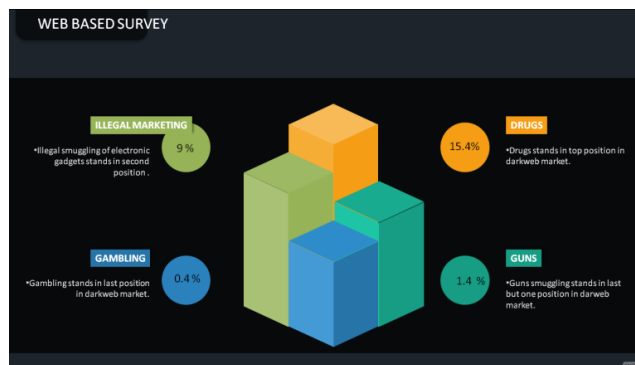 WEB BASED SURVEY
ILLEGAL MARKETING
9 %
•Illegal smuggling of electronic
gadgets stands in second
position .
DRUGS
15.4%
•Drugs stands in top position in
darkweb market.
GAMBLING
0.4%
•Gambling stands in last position
in darkweb market.
GUNS
1.4 %
•Guns smuggling stands in last
but one position in darweb
market.